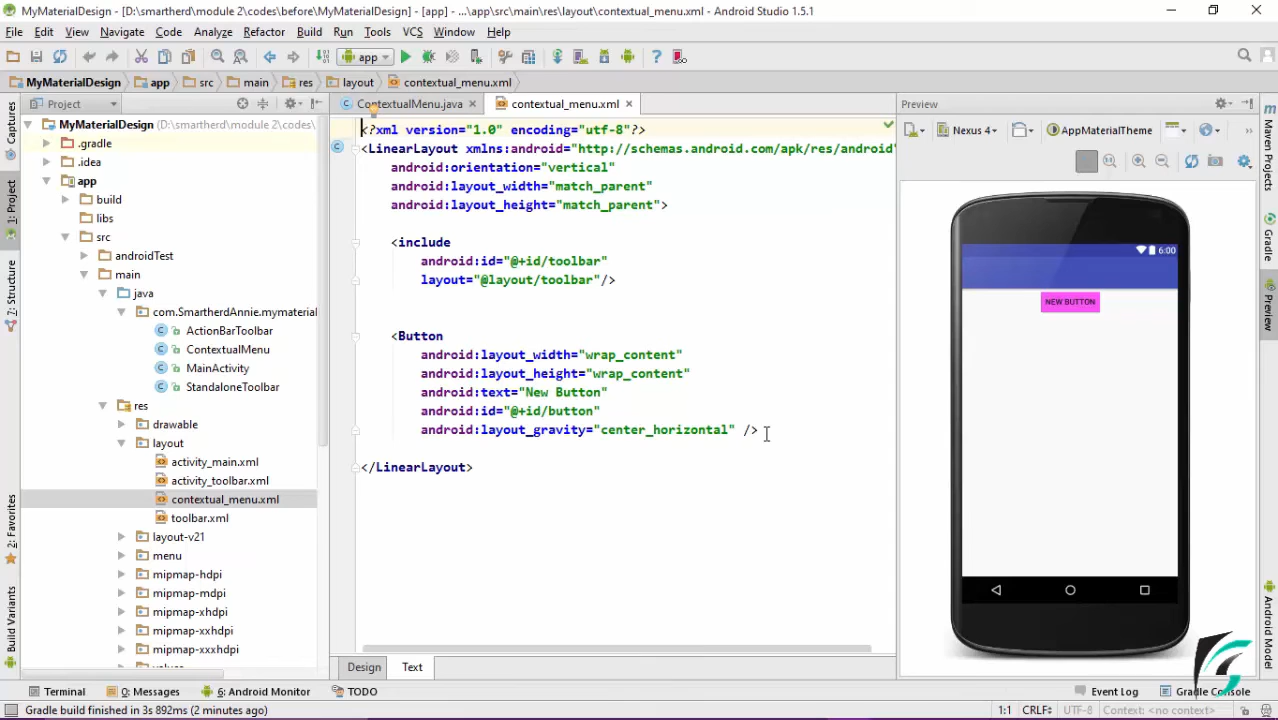 MyMaterialDesign - [D:\smartherd\module 2\codes\before\MyMaterialDesign] - [app] - ...\app\src\main\res\layout\contextual_menu.xml - Android Studio 1.5.1
File Edit View Navigate Code Analyze Refactor Build Run Tools VCS Window Help
app
MyMaterialDesign app src main res layout contextual_menu.xml
Project
ContextualMenu.java contextual_menu.xml
Preview
Nexus 4 AppMaterialTheme
Captures
1: Project
7: Structure
2: Favorites
Build Variants
MyMaterialDesign (D:\smartherd\module 2\codes\
.gradle
.idea
app
build
libs
src
androidTest
main
java
com.SmartherdAnnie.mymaterial
ActionBarToolbar
ContextualMenu
MainActivity
StandaloneToolbar
res
drawable
layout
activity_main.xml
activity_toolbar.xml
contextual_menu.xml
toolbar.xml
layout-v21
menu
mipmap-hdpi
mipmap-mdpi
mipmap-xhdpi
mipmap-xxhdpi
mipmap-xxxhdpi
values
<?xml version="1.0" encoding="utf-8"?>
<LinearLayout xmlns:android="http://schemas.android.com/apk/res/android"
android:orientation="vertical"
android:layout_width="match_parent"
android:layout_height="match_parent">
<include
android:id="@+id/toolbar"
layout="@layout/toolbar"/>
<Button
android:layout_width="wrap_content"
android:layout_height="wrap_content"
android:text="New Button"
android:id="@+id/button"
android:layout_gravity="center_horizontal" />
</LinearLayout>
6:00
NEW BUTTON
Maven Projects
Gradle
Preview
Android Model
Design Text
Terminal 0: Messages 6: Android Monitor TODO Event Log Gradle Console
Gradle build finished in 3s 892ms (2 minutes ago) 1:1 CRLF UTF-8 Context: <no context>